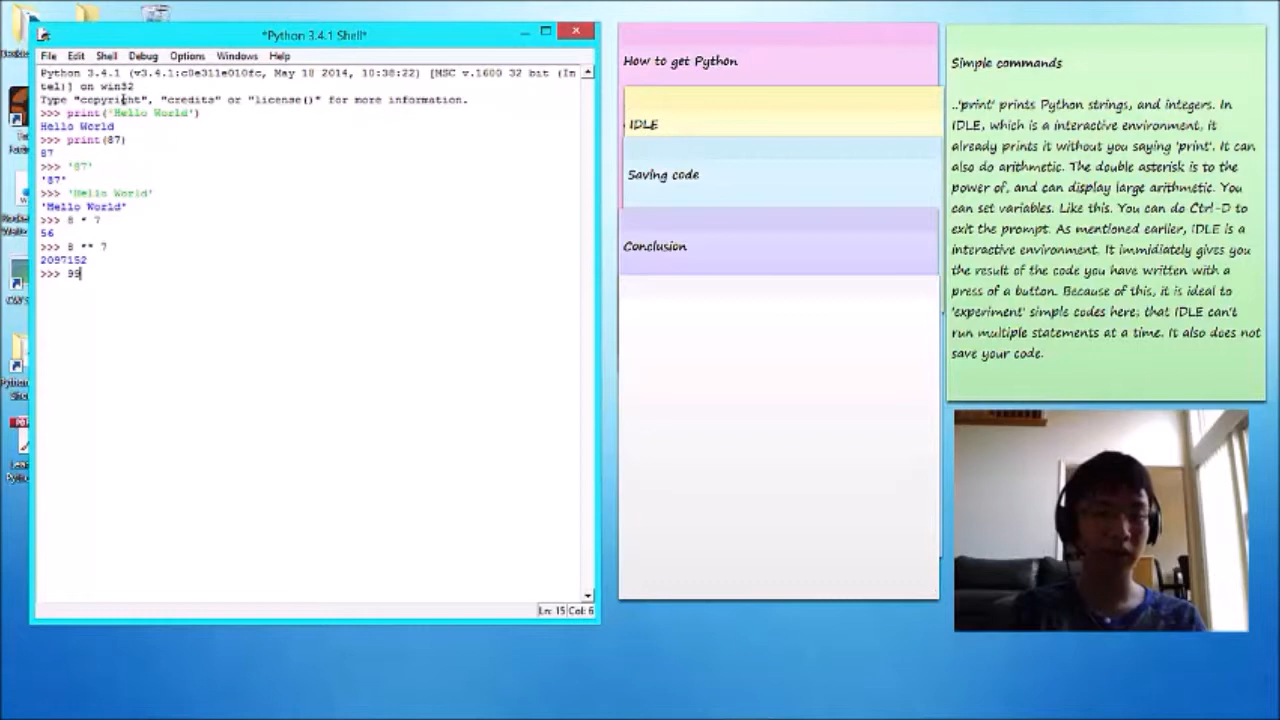 *Python 3.4.1 Shell*
File Edit Shell Debug Options Windows Help
Python 3.4.1 (v3.4.1:c0e311e010fc, May 18 2014, 10:38:22) [MSC v.1600 32 bit (In
tel)] on win32
Type "copyright", "credits" or "license()" for more information.
>>> print('Hello World')
Hello World
>>> print(87)
87
>>> '87'
'87'
>>> 'Hello World'
'Hello World'
>>> 8 * 7
56
>>> 8 ** 7
2097152
>>> 99
Ln: 15 Col: 6
How to get Python
IDLE
Saving code
Conclusion
Simple commands
..'print' prints Python strings, and integers. In
IDLE, which is a interactive environment, it
already prints it without you saying 'print'. It can
also do arithmetic. The double asterisk is to the
power of, and can display large arithmetic. You
can set variables. Like this. You can do Ctrl-D to
exit the prompt. As mentioned earlier, IDLE is a
interactive environment. It immidiately gives you
the result of the code you have written with a
press of a button. Because of this, it is ideal to
'experiment' simple codes here; that IDLE can't
run multiple statements at a time. It also does not
save your code.